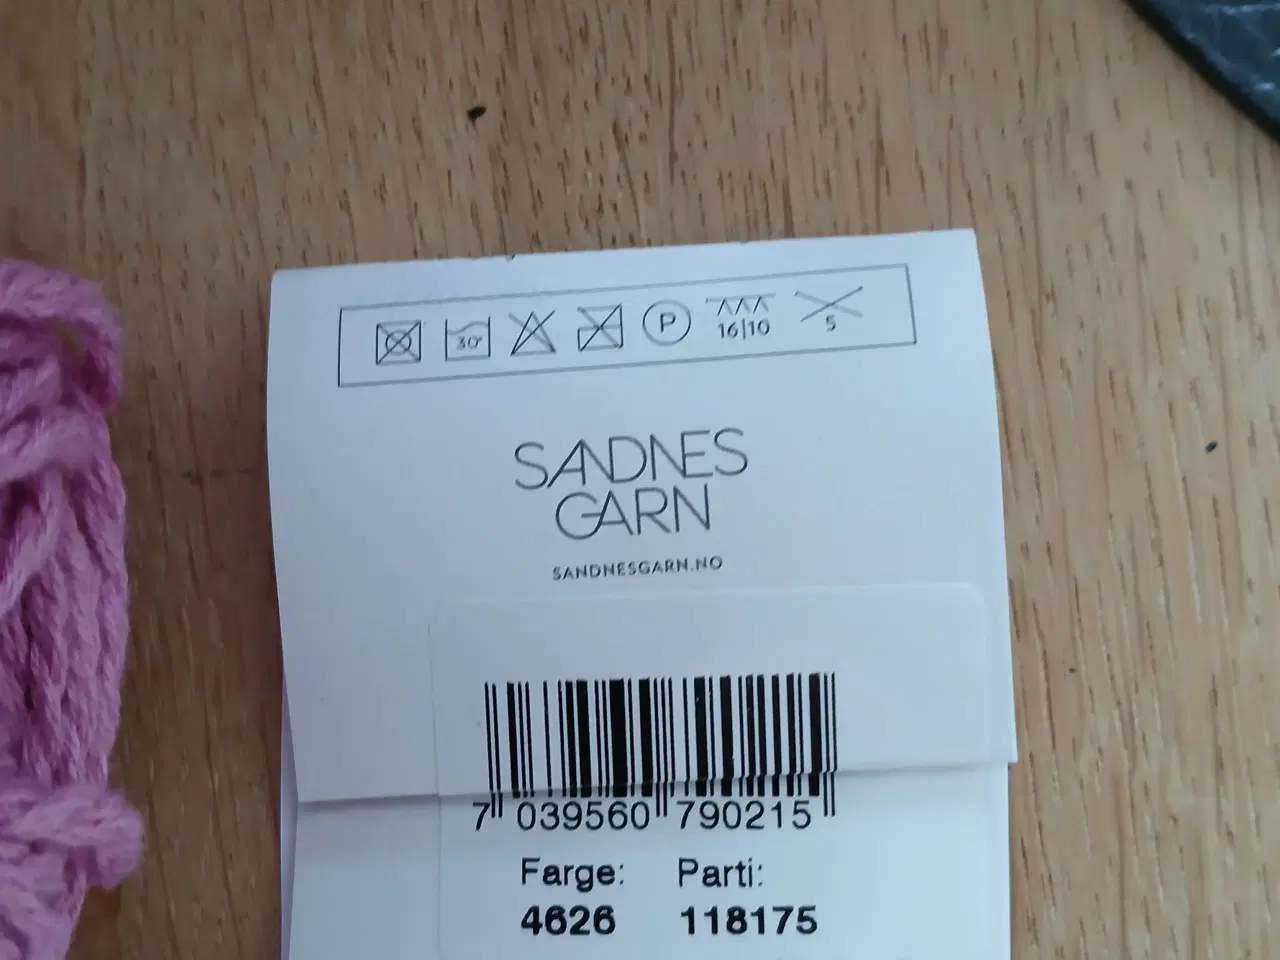 30°
P
16|10
5
SANDNES
GARN
SANDNESGARN.NO
7 039560 790215
Farge: Parti:
4626 118175